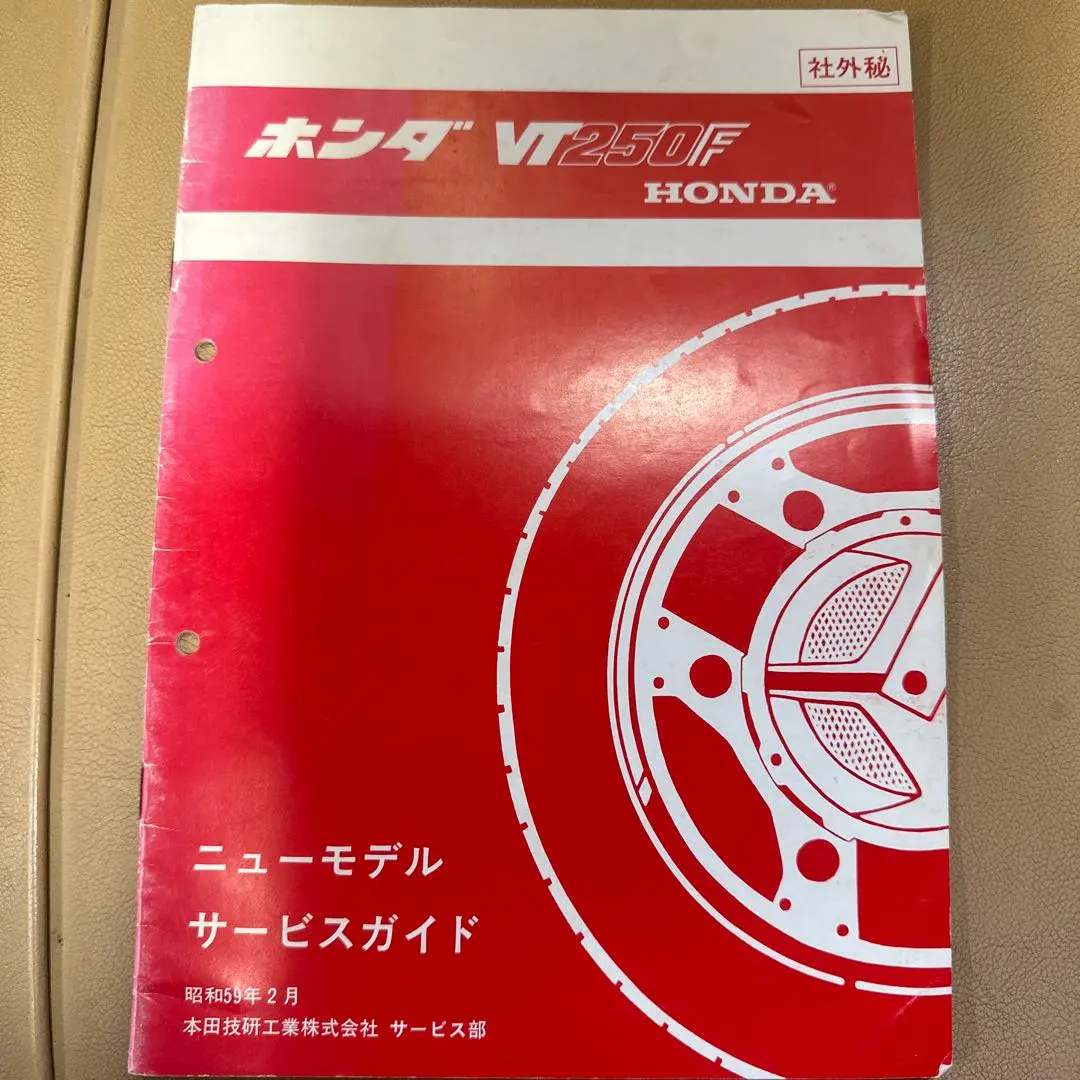 社外秘
ホンダ VT250F
HONDA®
ニューモデル
サービスガイド
昭和59年2月
本田技研工業株式会社 サービス部